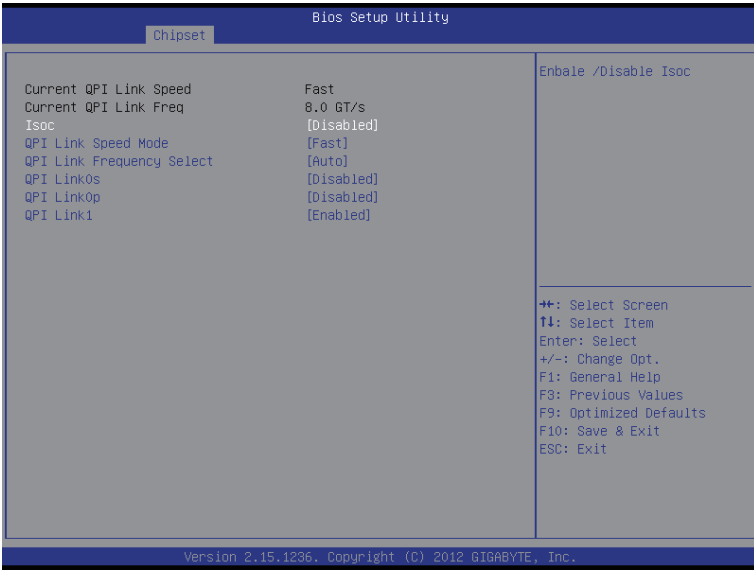 Bios Setup Utility
Chipset
Current QPI Link Speed Fast
Current QPI Link Freq 8.0 GT/s
Isoc [Disabled]
QPI Link Speed Mode [Fast]
QPI Link Frequency Select [Auto]
QPI Link0s [Disabled]
QPI Link0p [Disabled]
QPI Link1 [Enabled]
Enbale /Disable Isoc
→←: Select Screen
↑↓: Select Item
Enter: Select
+/-: Change Opt.
F1: General Help
F3: Previous Values
F9: Optimized Defaults
F10: Save & Exit
ESC: Exit
Version 2.15.1236. Copyright (C) 2012 GIGABYTE, Inc.